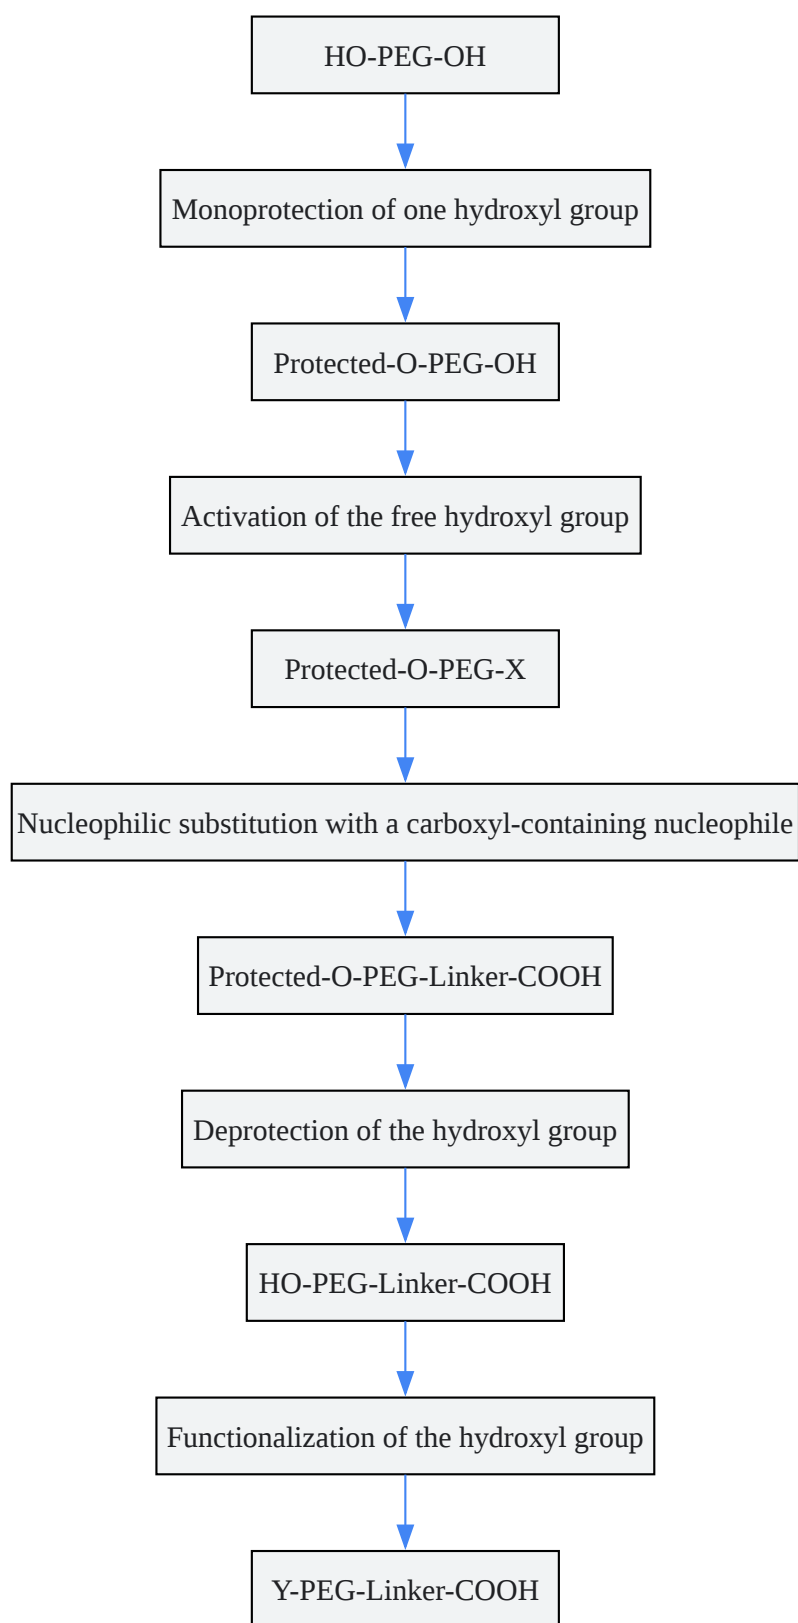 HO-PEG-OH
Monoprotection of one hydroxyl group
Protected-O-PEG-OH
Activation of the free hydroxyl group
Protected-O-PEG-X
Nucleophilic substitution with a carboxyl-containing nucleophile
Protected-O-PEG-Linker-COOH
Deprotection of the hydroxyl group
HO-PEG-Linker-COOH
Functionalization of the hydroxyl group
Y-PEG-Linker-COOH